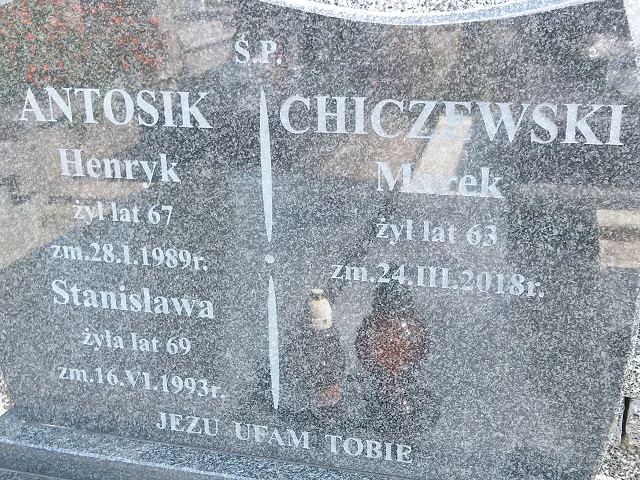 Ś.P.
ANTOSIK
Henryk
żył lat 67
zm.28.I.1989r.
Stanisława
żyła lat 69
zm.16.VI.1993r.
CHICZEWSKI
Marek
żył lat 63
zm.24.III.2018r.
JEZU UFAM TOBIE